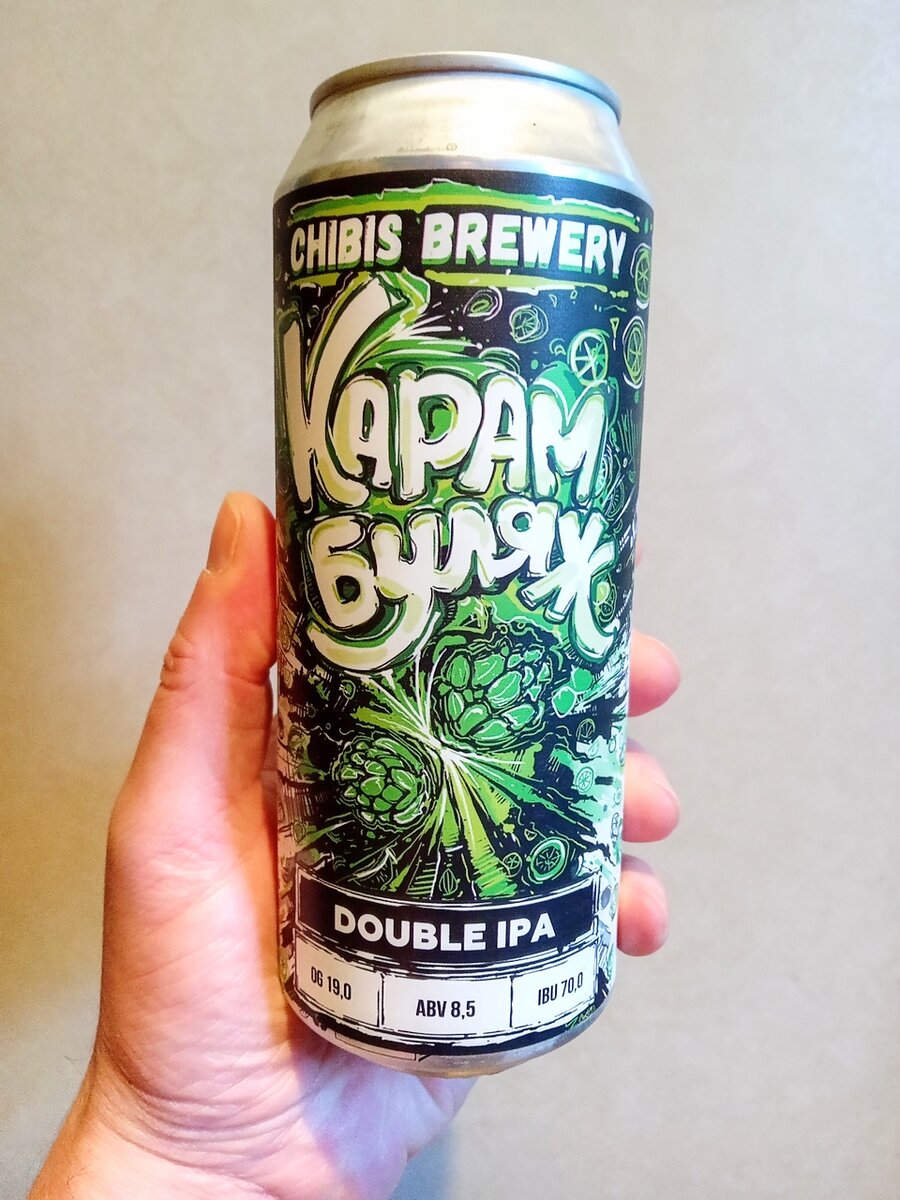 CHIBIS BREWERY
КАРАМ
буляж
DOUBLE IPA
OG 19,0
ABV 8,5
IBU 70,0